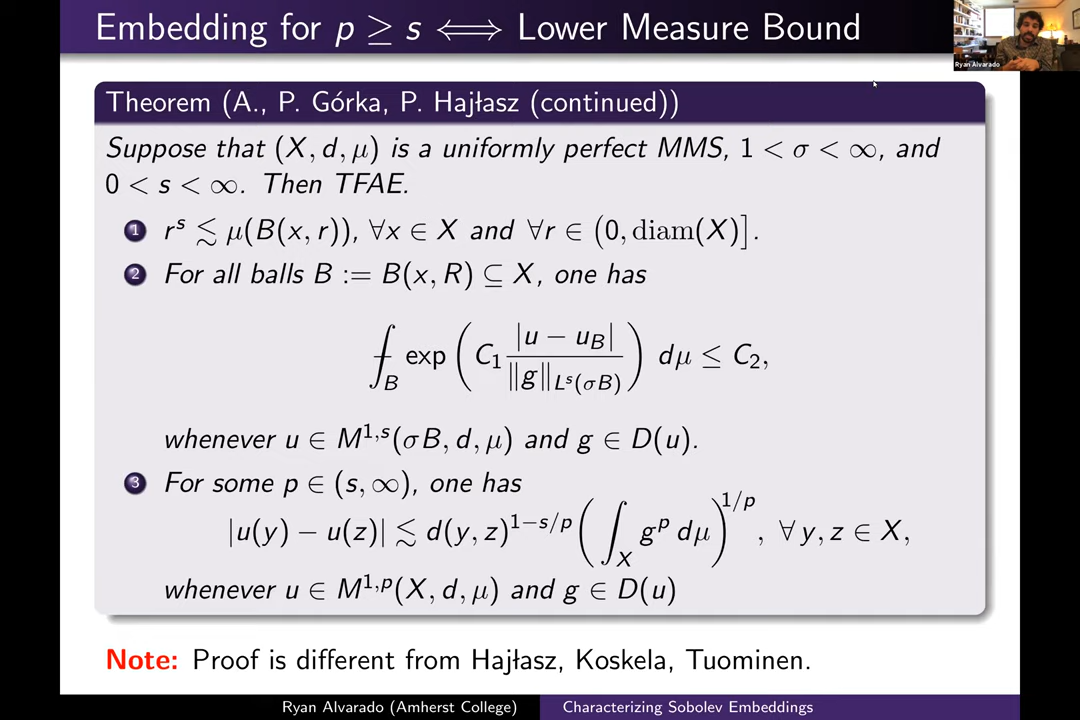 Embedding for p ≥ s ⟺ Lower Measure Bound
Ryan Alvarado
Theorem (A., P. Górka, P. Hajłasz (continued))
Suppose that (X, d, μ) is a uniformly perfect MMS, 1 < σ < ∞, and
0 < s < ∞. Then TFAE.
1 r^s ≲ μ(B(x, r)), ∀x ∈ X and ∀r ∈ (0, diam(X)].
2 For all balls B := B(x, R) ⊆ X, one has
⨍_B exp(C_1 |u − u_B| / ‖g‖_{L^s(σB)}) dμ ≤ C_2,
whenever u ∈ M^{1,s}(σB, d, μ) and g ∈ D(u).
3 For some p ∈ (s, ∞), one has
|u(y) − u(z)| ≲ d(y, z)^{1−s/p} (∫_X g^p dμ)^{1/p}, ∀ y, z ∈ X,
whenever u ∈ M^{1,p}(X, d, μ) and g ∈ D(u)
Note: Proof is different from Hajłasz, Koskela, Tuominen.
Ryan Alvarado (Amherst College) Characterizing Sobolev Embeddings